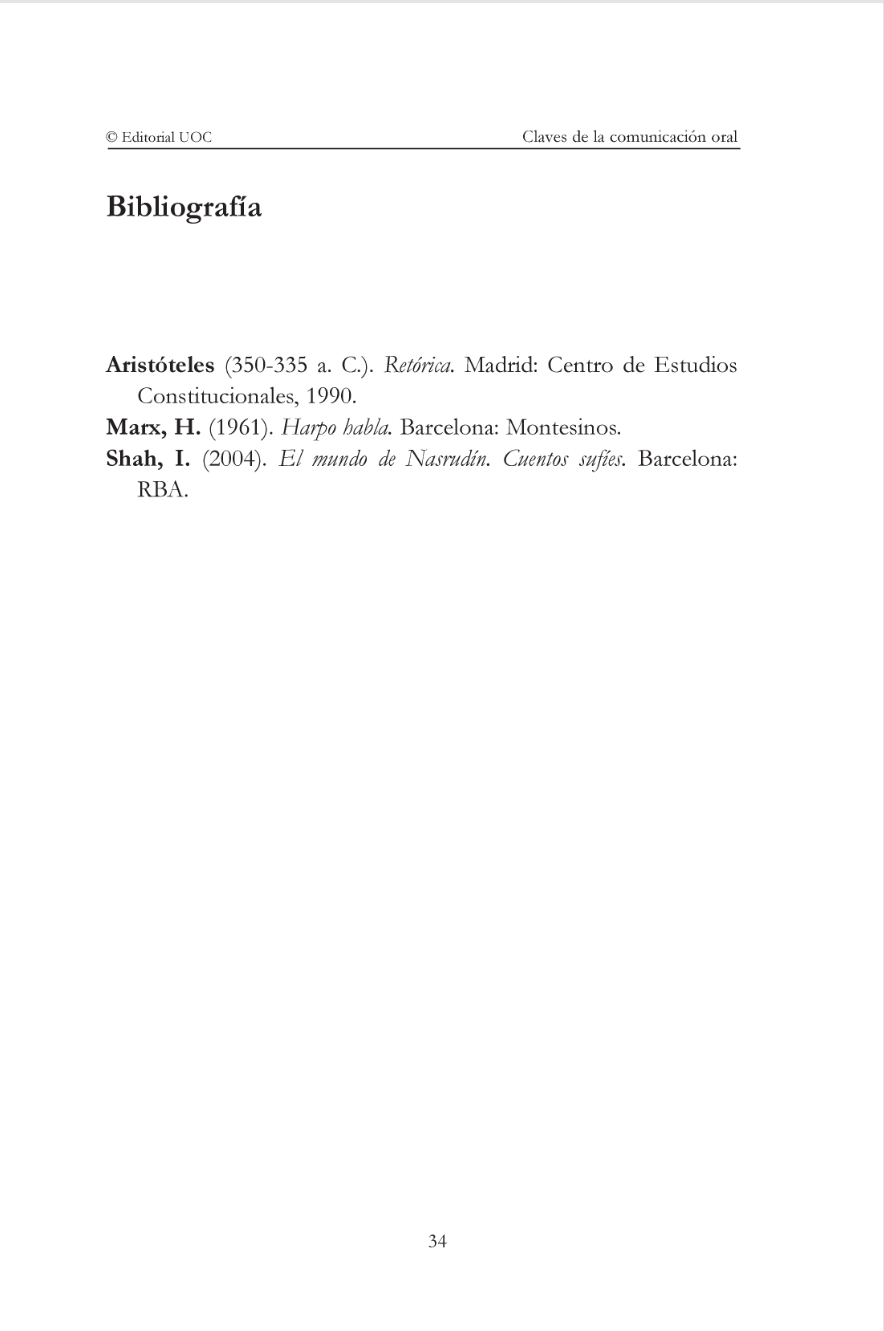 © Editorial UOC
Claves de la comunicación oral
Bibliografía
Aristóteles (350-335 a. C.). Retórica. Madrid: Centro de Estudios
Constitucionales, 1990.
Marx, H. (1961). Harpo habla. Barcelona: Montesinos.
Shah, I. (2004). El mundo de Nasrudín. Cuentos sufíes. Barcelona:
RBA.
34